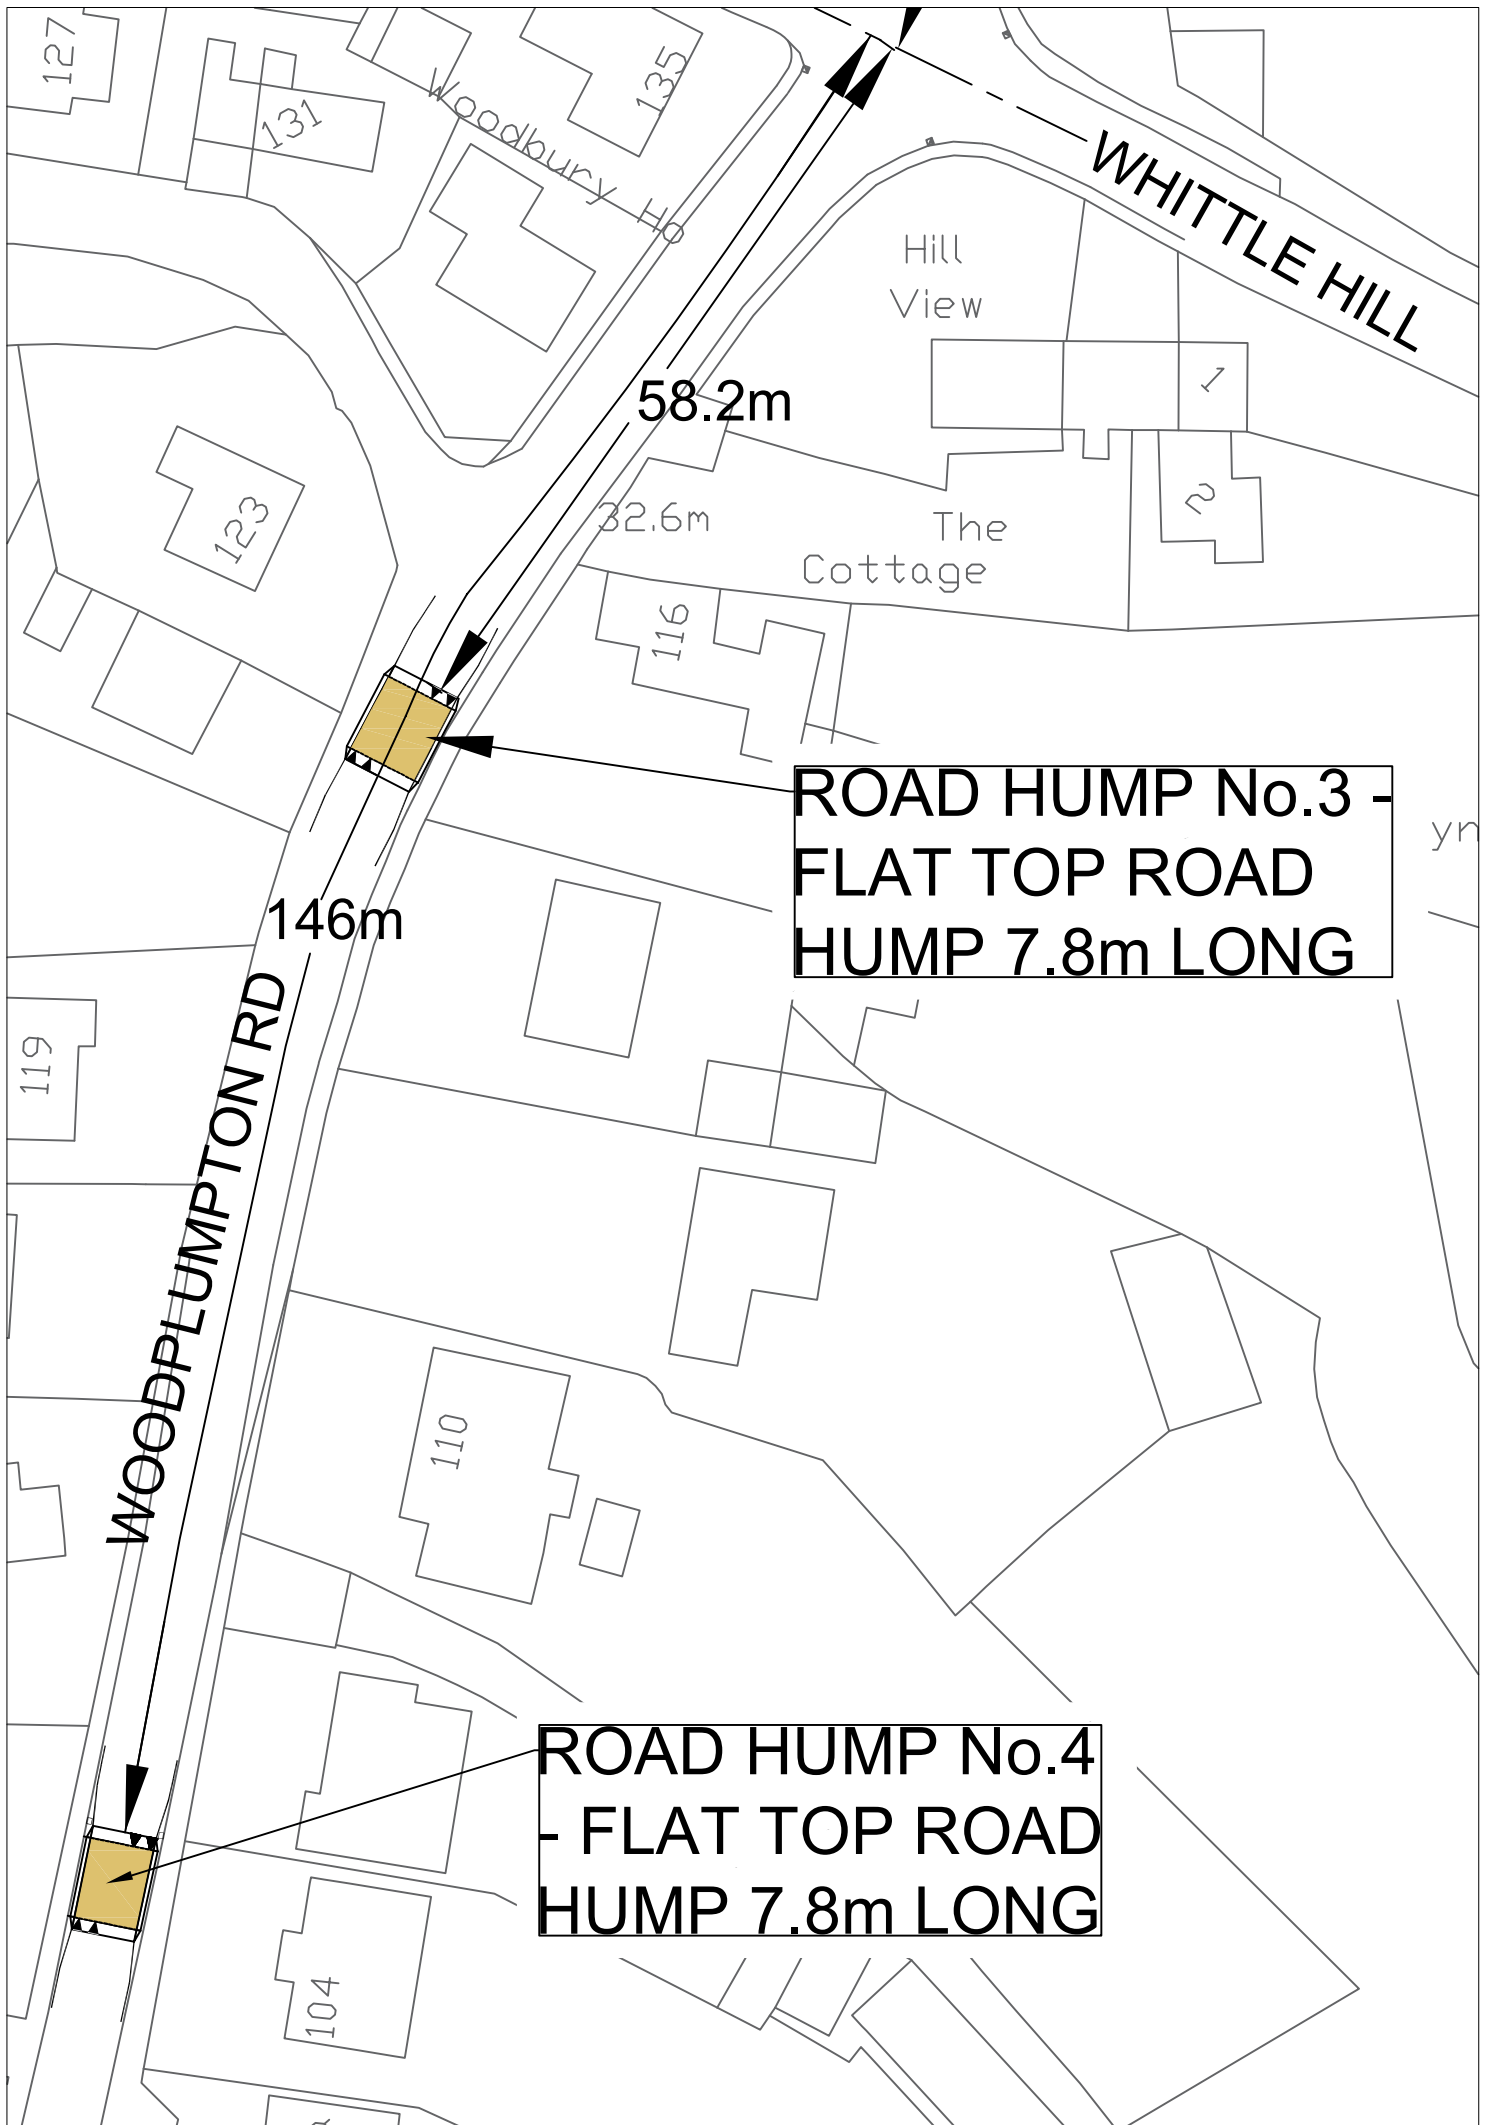 127
131
135
Woodbury Ho
WHITTLE HILL
Hill
View
1
58.2m
2
123
32.6m
The
Cottage
116
ROAD HUMP No.3 -
FLAT TOP ROAD
HUMP 7.8m LONG
yn
146m
WOODPLUMPTON RD
119
110
ROAD HUMP No.4
- FLAT TOP ROAD
HUMP 7.8m LONG
104